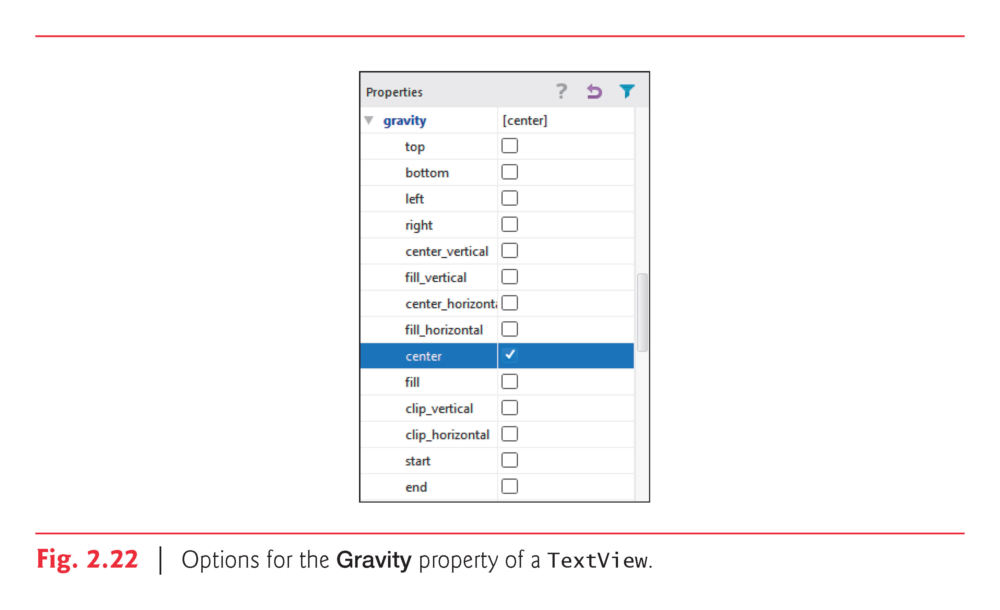 Properties
gravity [center]
top
bottom
left
right
center_vertical
fill_vertical
center_horizonta
fill_horizontal
center
fill
clip_vertical
clip_horizontal
start
end
Fig. 2.22 | Options for the Gravity property of a TextView.